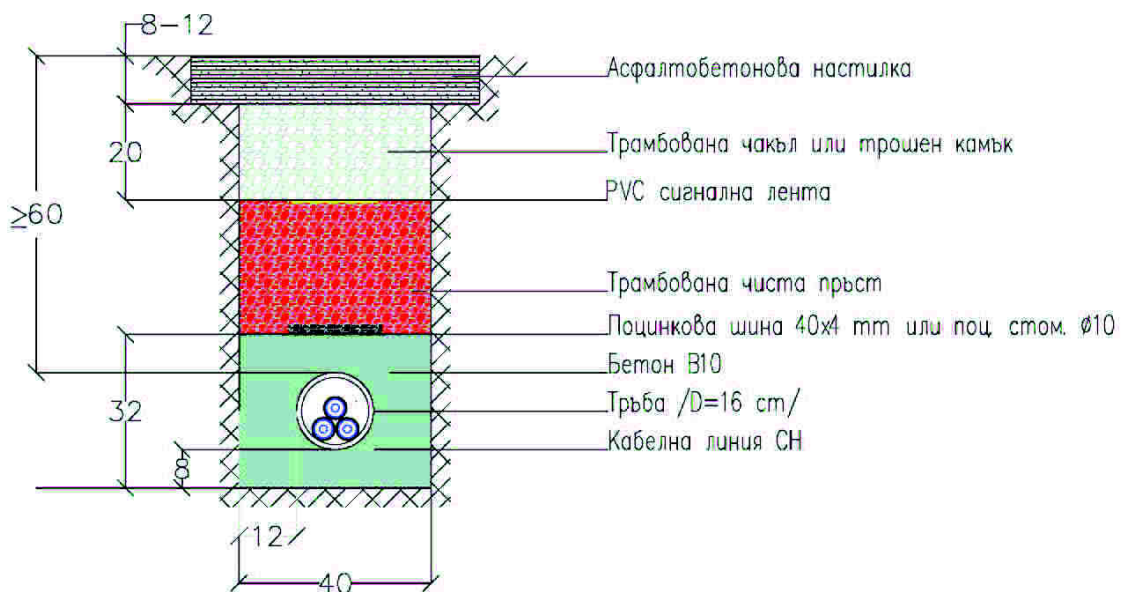 8-12
Асфалтобетонова настилка
20
Трамбована чакъл или трошен камък
PVC сигнална лента
≥60
Трамбована чиста пръст
Поцинкова шина 40x4 mm или поц. стом. ø10
Бетон B10
32
Тръба /D=16 cm/
Кабелна линия СН
8
12
40